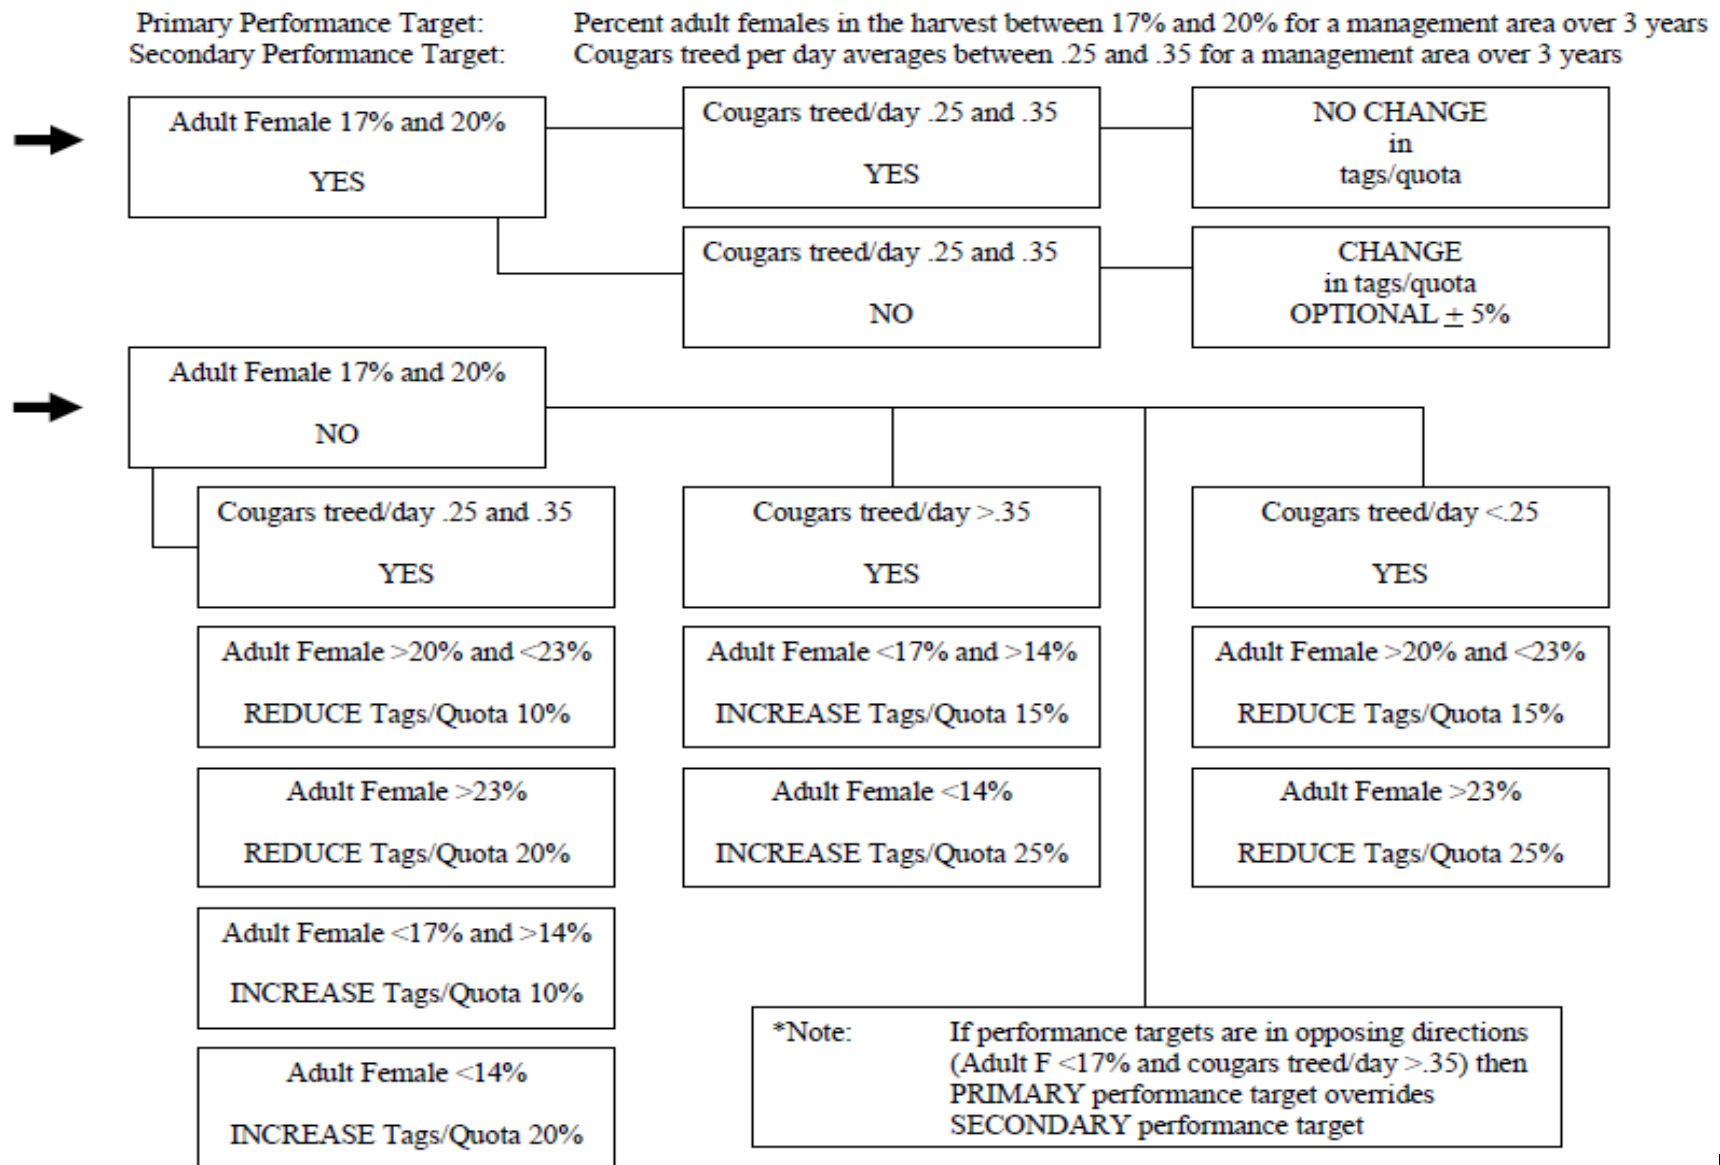 Primary Performance Target: Percent adult females in the harvest between 17% and 20% for a management area over 3 years
Secondary Performance Target: Cougars treed per day averages between .25 and .35 for a management area over 3 years
Adult Female 17% and 20%
YES
Cougars treed/day .25 and .35
YES
NO CHANGE
in
tags/quota
Cougars treed/day .25 and .35
NO
CHANGE
in tags/quota
OPTIONAL ± 5%
Adult Female 17% and 20%
NO
Cougars treed/day .25 and .35
YES
Adult Female >20% and <23%
REDUCE Tags/Quota 10%
Adult Female >23%
REDUCE Tags/Quota 20%
Adult Female <17% and >14%
INCREASE Tags/Quota 10%
Adult Female <14%
INCREASE Tags/Quota 20%
Cougars treed/day >.35
YES
Adult Female <17% and >14%
INCREASE Tags/Quota 15%
Adult Female <14%
INCREASE Tags/Quota 25%
Cougars treed/day <.25
YES
Adult Female >20% and <23%
REDUCE Tags/Quota 15%
Adult Female >23%
REDUCE Tags/Quota 25%
*Note: If performance targets are in opposing directions
(Adult F <17% and cougars treed/day >.35) then
PRIMARY performance target overrides
SECONDARY performance target